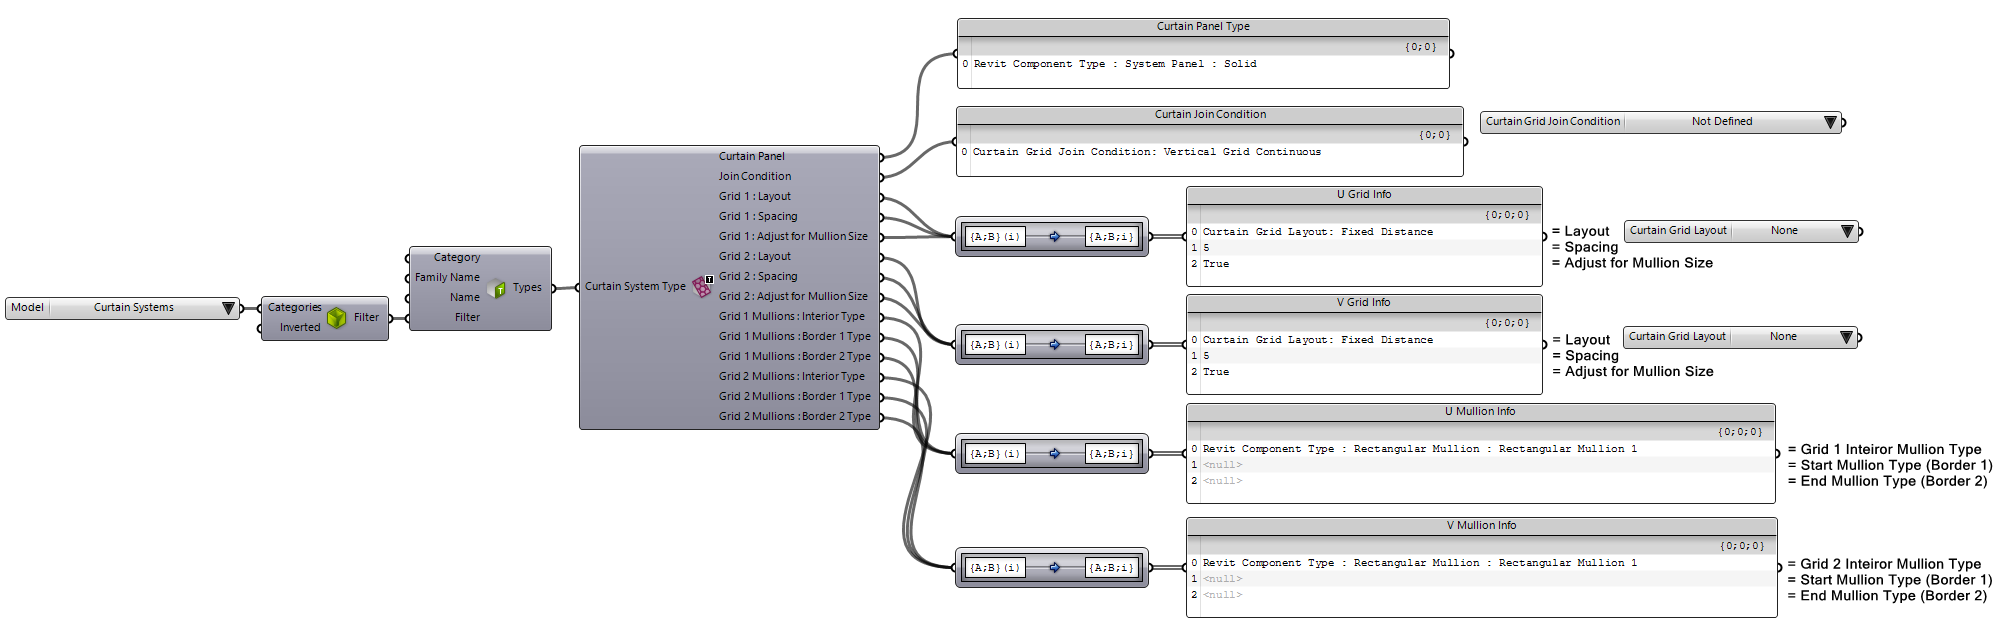 Model Curtain Systems
Categories
Inverted
Filter
Category
Family Name
Name
Filter
Types
Curtain System Type
T
Curtain Panel
Join Condition
Grid 1 : Layout
Grid 1 : Spacing
Grid 1 : Adjust for Mullion Size
Grid 2 : Layout
Grid 2 : Spacing
Grid 2 : Adjust for Mullion Size
Grid 1 Mullions : Interior Type
Grid 1 Mullions : Border 1 Type
Grid 1 Mullions : Border 2 Type
Grid 2 Mullions : Interior Type
Grid 2 Mullions : Border 1 Type
Grid 2 Mullions : Border 2 Type
Curtain Panel Type
{0;0}
0 Revit Component Type : System Panel : Solid
Curtain Join Condition
{0;0}
0 Curtain Grid Join Condition: Vertical Grid Continuous
Curtain Grid Join Condition Not Defined
{A;B}(i) {A;B;i}
U Grid Info
{0;0;0}
0 Curtain Grid Layout: Fixed Distance
1 5
2 True
= Layout
= Spacing
= Adjust for Mullion Size
Curtain Grid Layout None
{A;B}(i) {A;B;i}
V Grid Info
{0;0;0}
0 Curtain Grid Layout: Fixed Distance
1 5
2 True
= Layout
= Spacing
= Adjust for Mullion Size
Curtain Grid Layout None
{A;B}(i) {A;B;i}
U Mullion Info
{0;0;0}
0 Revit Component Type : Rectangular Mullion : Rectangular Mullion 1
1 <null>
2 <null>
= Grid 1 Inteiror Mullion Type
= Start Mullion Type (Border 1)
= End Mullion Type (Border 2)
{A;B}(i) {A;B;i}
V Mullion Info
{0;0;0}
0 Revit Component Type : Rectangular Mullion : Rectangular Mullion 1
1 <null>
2 <null>
= Grid 2 Inteiror Mullion Type
= Start Mullion Type (Border 1)
= End Mullion Type (Border 2)